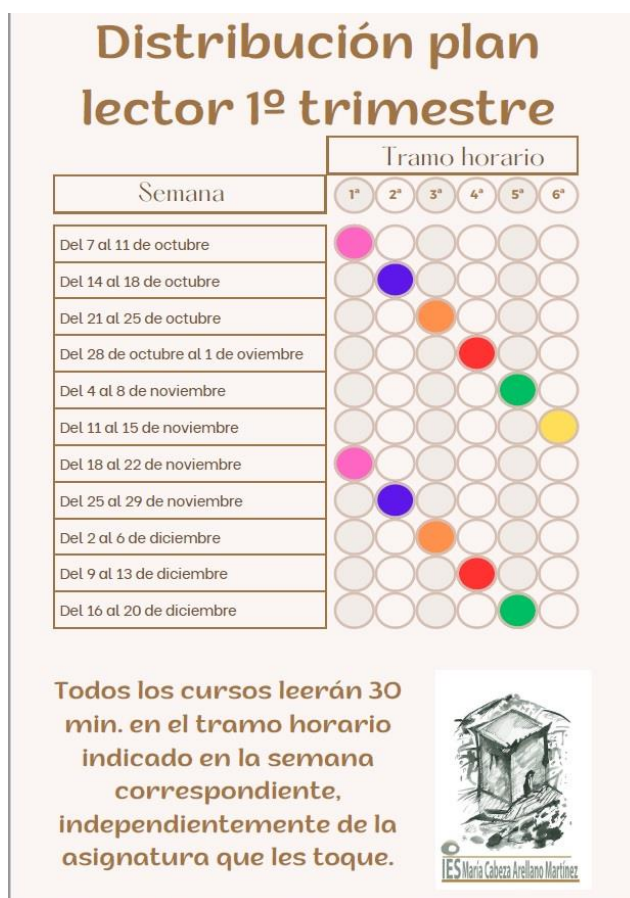 Distribución plan
lector 1º trimestre
Tramo horario
Semana
1ª 2ª 3ª 4ª 5ª 6ª
Del 7 al 11 de octubre
Del 14 al 18 de octubre
Del 21 al 25 de octubre
Del 28 de octubre al 1 de oviembre
Del 4 al 8 de noviembre
Del 11 al 15 de noviembre
Del 18 al 22 de noviembre
Del 25 al 29 de noviembre
Del 2 al 6 de diciembre
Del 9 al 13 de diciembre
Del 16 al 20 de diciembre
Todos los cursos leerán 30
min. en el tramo horario
indicado en la semana
correspondiente,
independientemente de la
asignatura que les toque.
IES María Cabeza Arellano Martínez